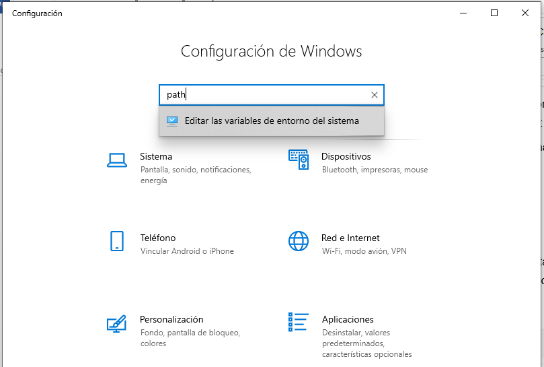 Configuración
Configuración de Windows
path
Editar las variables de entorno del sistema
Sistema
Pantalla, sonido, notificaciones,
energía
Dispositivos
Bluetooth, impresoras, mouse
Teléfono
Vincular Android o iPhone
Red e Internet
Wi-Fi, modo avión, VPN
Personalización
Fondo, pantalla de bloqueo,
colores
Aplicaciones
Desinstalar, valores
predeterminados,
características opcionales